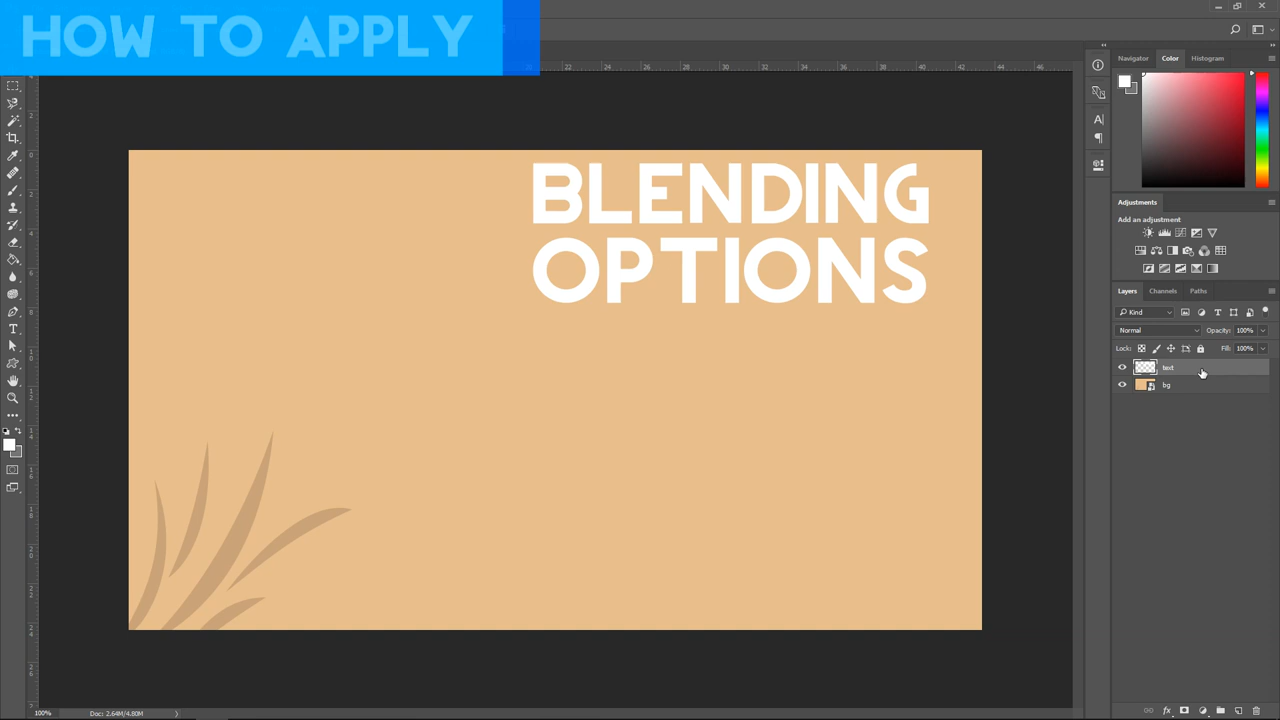 HOW TO APPLY
BLENDING
OPTIONS
Navigator Color Histogram
Adjustments
Add an adjustment
Layers Channels Paths
Kind
Normal Opacity: 100%
Lock: Fill: 100%
text
bg
100% Doc: 2.64M/4.80M